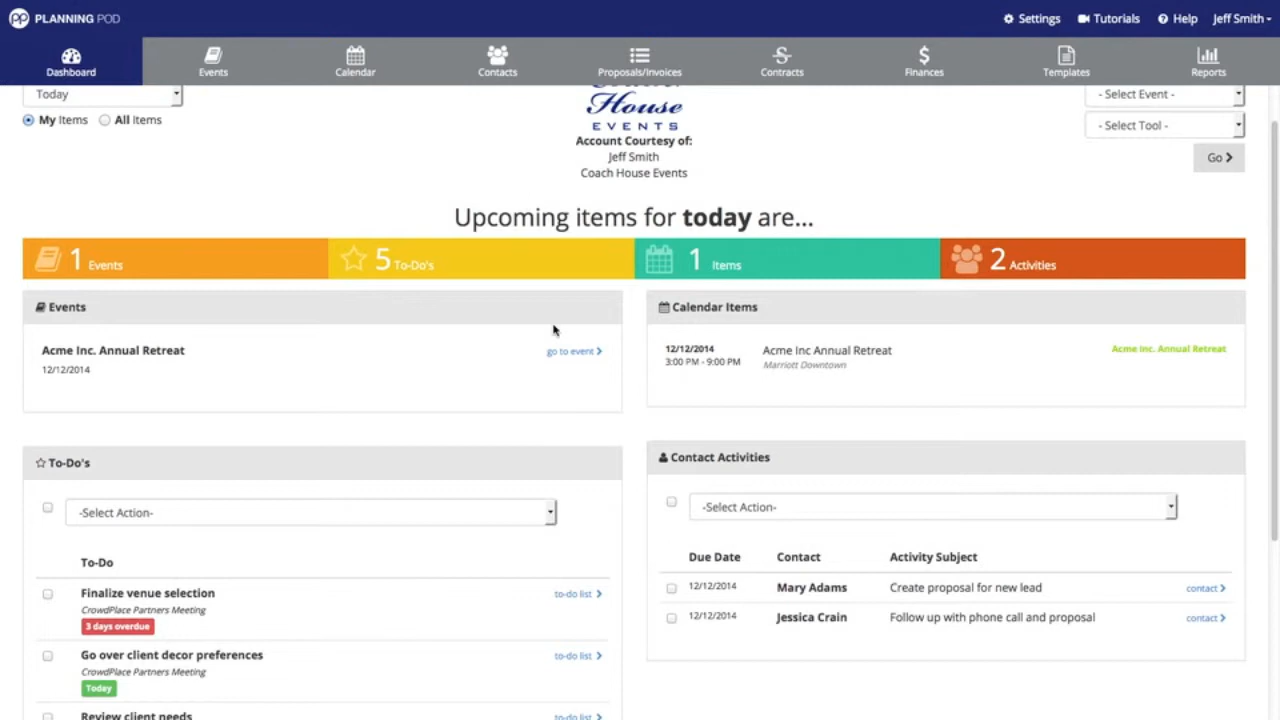 PLANNING POD
Settings Tutorials Help Jeff Smith
Dashboard Events Calendar Contacts Proposals/Invoices Contracts Finances Templates Reports
Today
My Items All Items
House
EVENTS
Account Courtesy of:
Jeff Smith
Coach House Events
- Select Event -
- Select Tool -
Go
Upcoming items for today are...
1 Events
5 To-Do's
1 Items
2 Activities
Events
Acme Inc. Annual Retreat
go to event
12/12/2014
Calendar Items
12/12/2014
3:00 PM - 9:00 PM
Acme Inc Annual Retreat
Marriott Downtown
Acme Inc. Annual Retreat
To-Do's
-Select Action-
To-Do
Finalize venue selection
to-do list
CrowdPlace Partners Meeting
3 days overdue
Go over client decor preferences
to-do list
CrowdPlace Partners Meeting
Today
Review client needs
to-do list
Contact Activities
-Select Action-
Due Date Contact Activity Subject
12/12/2014 Mary Adams Create proposal for new lead contact
12/12/2014 Jessica Crain Follow up with phone call and proposal contact